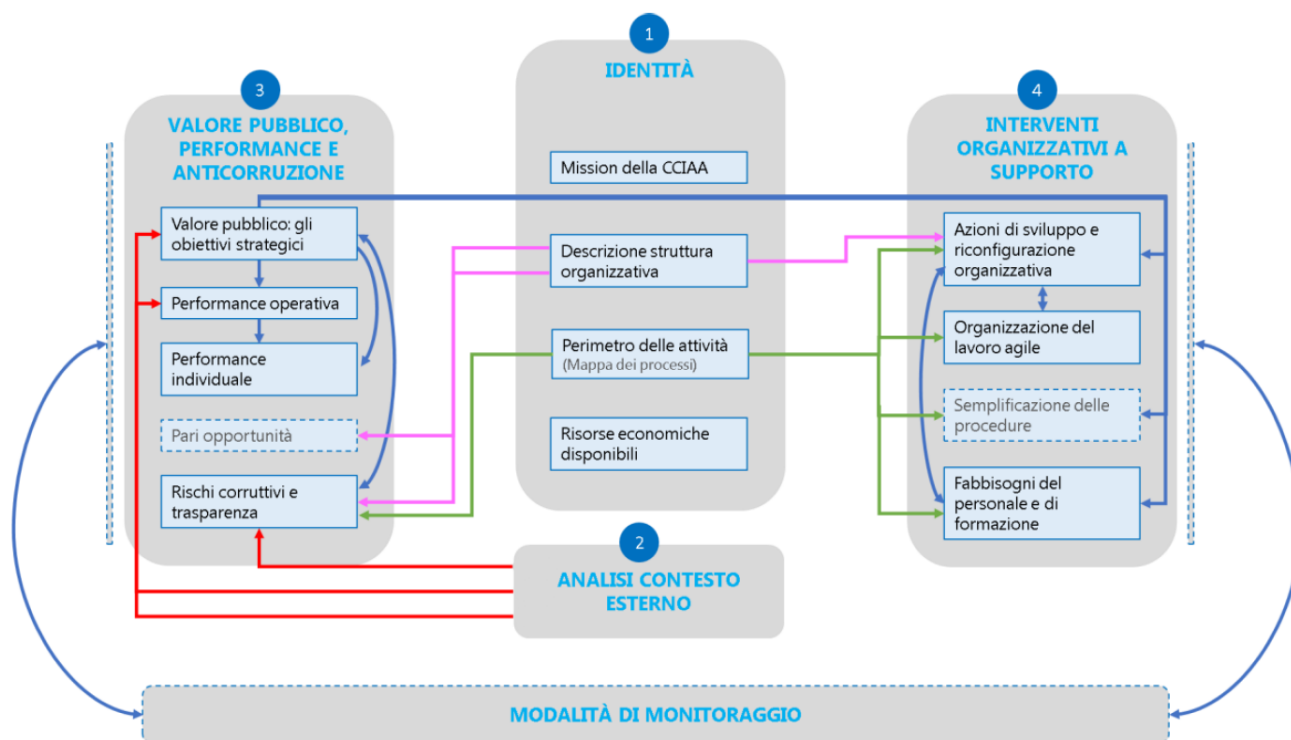 1
IDENTITÀ
Mission della CCIAA
Descrizione struttura
organizzativa
Perimetro delle attività
(Mappa dei processi)
Risorse economiche
disponibili
2
ANALISI CONTESTO
ESTERNO
3
VALORE PUBBLICO,
PERFORMANCE E
ANTICORRUZIONE
Valore pubblico: gli
obiettivi strategici
Performance operativa
Performance
individuale
Pari opportunità
Rischi corruttivi e
trasparenza
4
INTERVENTI
ORGANIZZATIVI A
SUPPORTO
Azioni di sviluppo e
riconfigurazione
organizzativa
Organizzazione del
lavoro agile
Semplificazione delle
procedure
Fabbisogni del
personale e di
formazione
MODALITÀ DI MONITORAGGIO